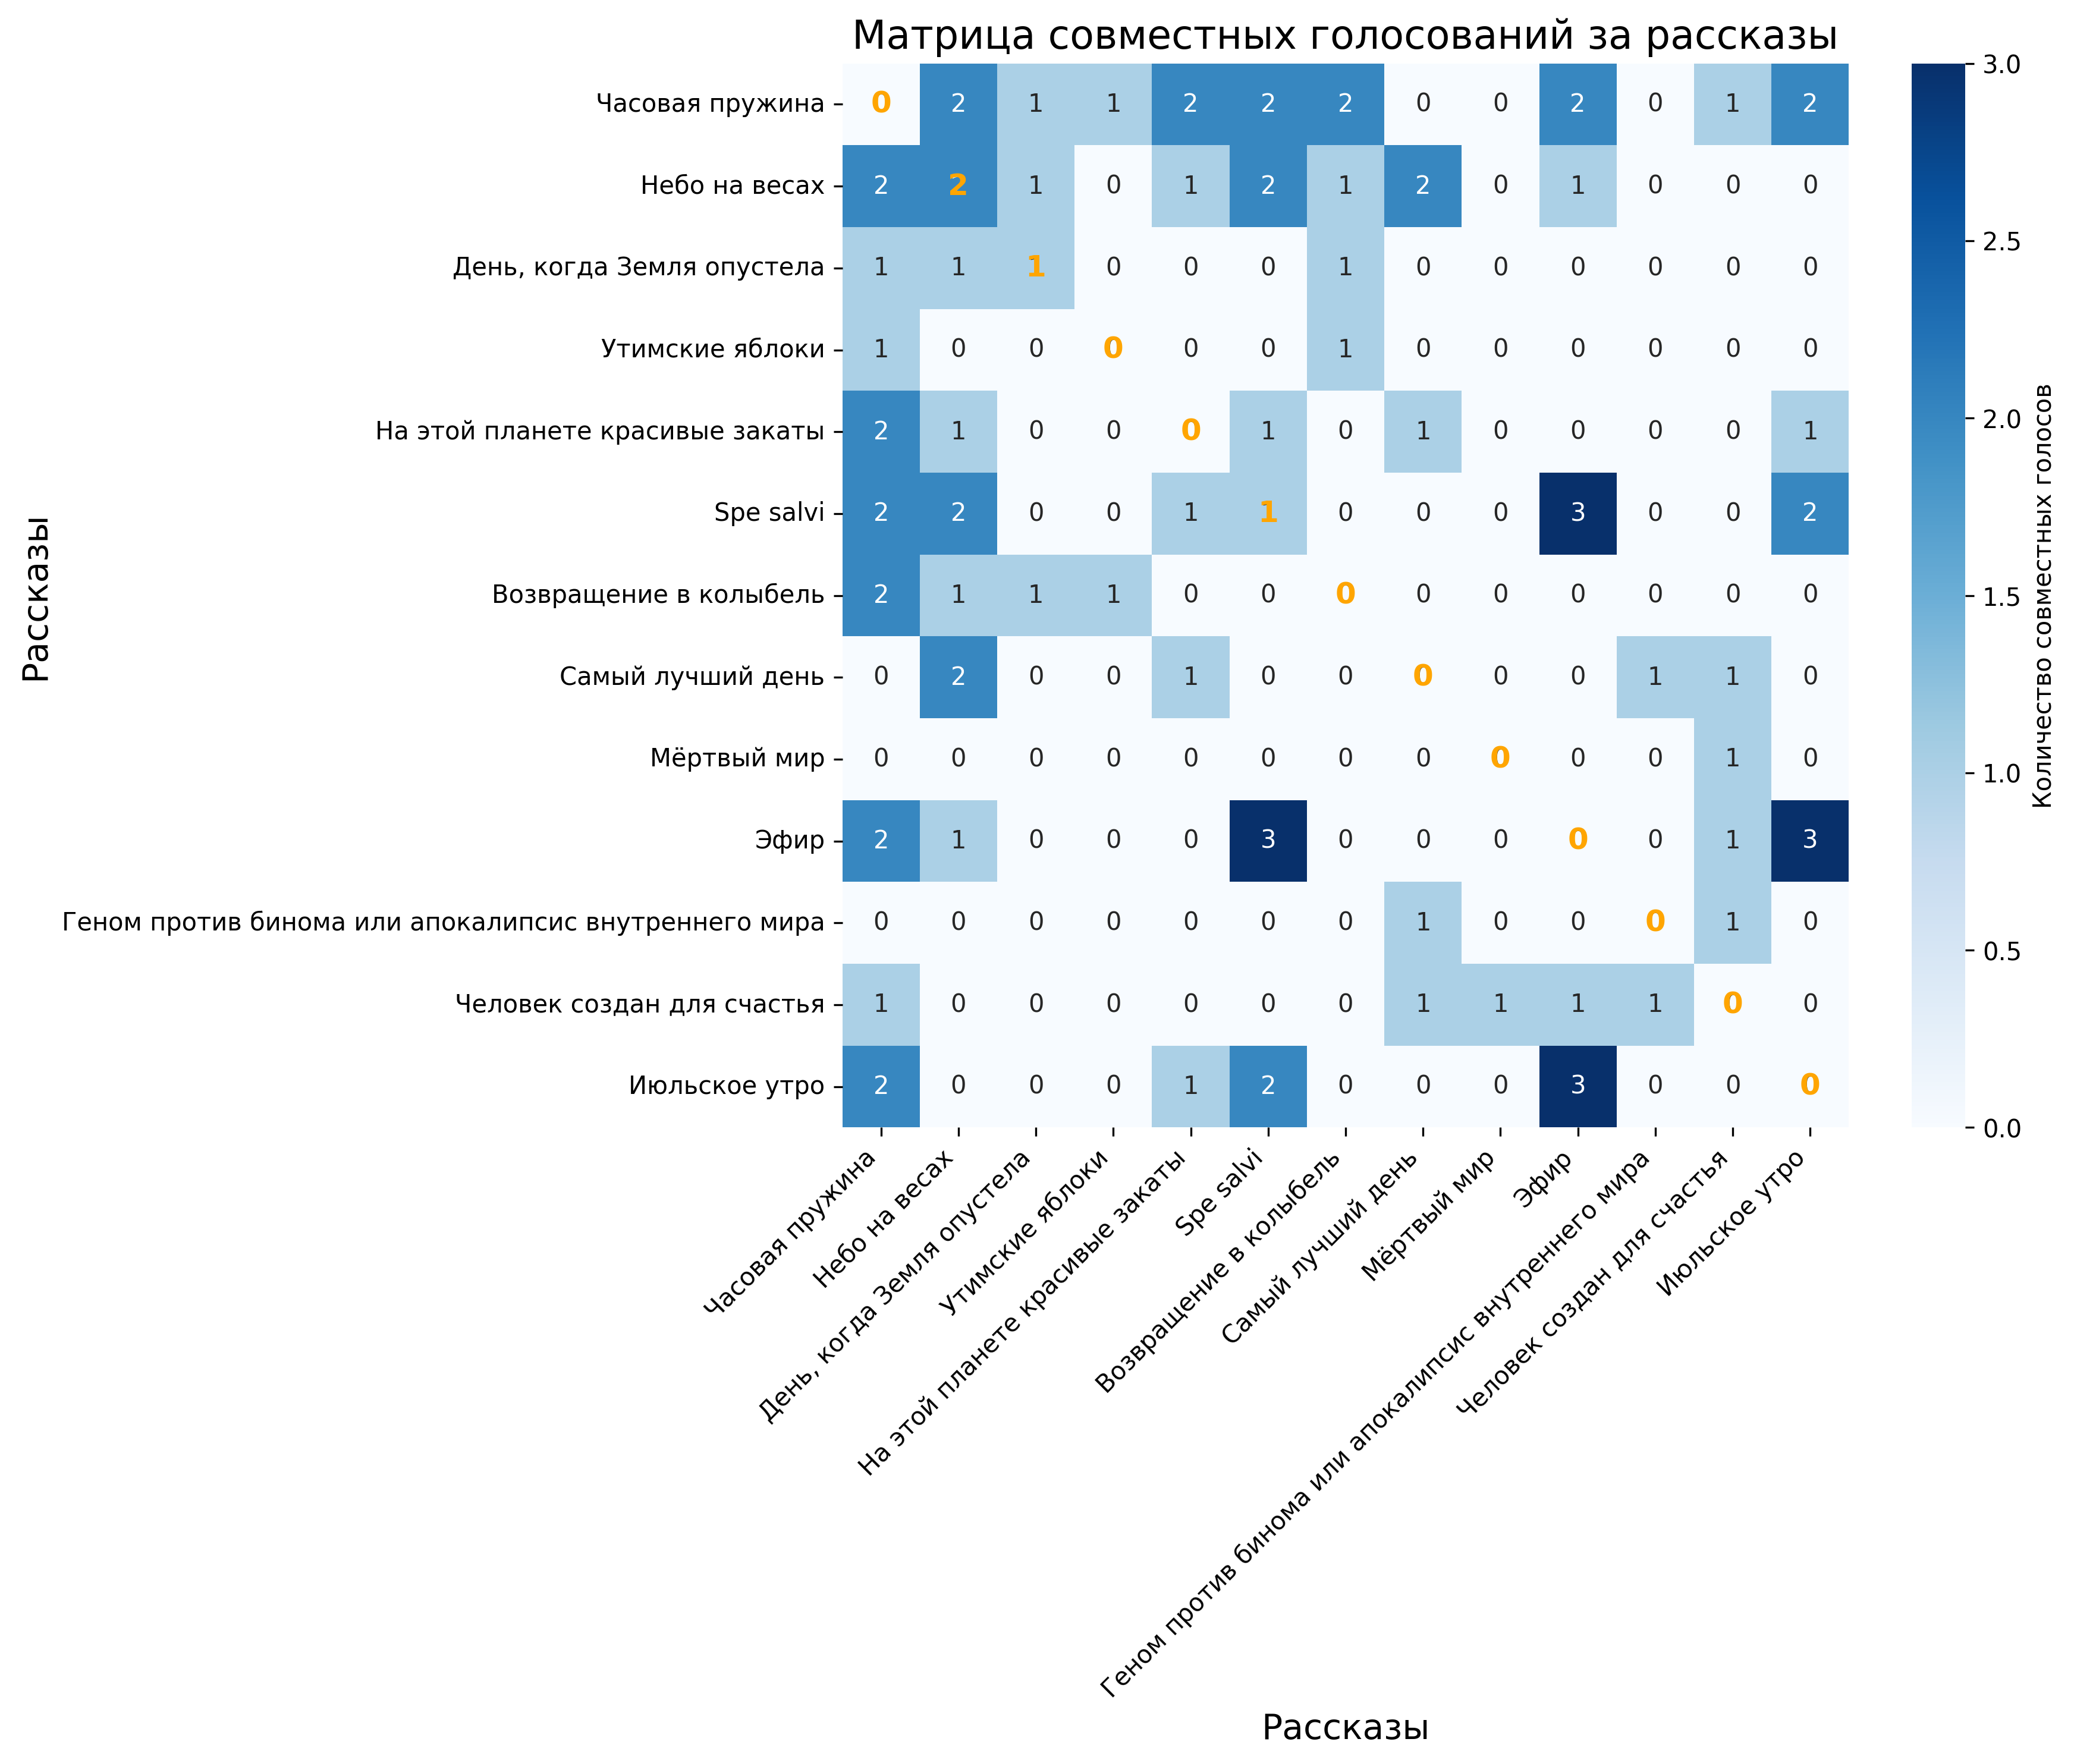 Матрица совместных голосований за рассказы
Рассказы
Часовая пружина 0 2 1 1 2 2 2 0 0 2 0 1 2
Небо на весах 2 2 1 0 1 2 1 2 0 1 0 0 0
День, когда Земля опустела 1 1 1 0 0 0 1 0 0 0 0 0 0
Утимские яблоки 1 0 0 0 0 0 1 0 0 0 0 0 0
На этой планете красивые закаты 2 1 0 0 0 1 0 1 0 0 0 0 1
Spe salvi 2 2 0 0 1 1 0 0 0 3 0 0 2
Возвращение в колыбель 2 1 1 1 0 0 0 0 0 0 0 0 0
Самый лучший день 0 2 0 0 1 0 0 0 0 0 1 1 0
Мёртвый мир 0 0 0 0 0 0 0 0 0 0 0 1 0
Эфир 2 1 0 0 0 3 0 0 0 0 0 1 3
Геном против бинома или апокалипсис внутреннего мира 0 0 0 0 0 0 0 1 0 0 0 1 0
Человек создан для счастья 1 0 0 0 0 0 0 1 1 1 1 0 0
Июльское утро 2 0 0 0 1 2 0 0 0 3 0 0 0
Часовая пружина
Небо на весах
День, когда Земля опустела
Утимские яблоки
На этой планете красивые закаты
Spe salvi
Возвращение в колыбель
Самый лучший день
Мёртвый мир
Эфир
Геном против бинома или апокалипсис внутреннего мира
Человек создан для счастья
Июльское утро
Рассказы
3.0
2.5
2.0
1.5
1.0
0.5
0.0
Количество совместных голосов